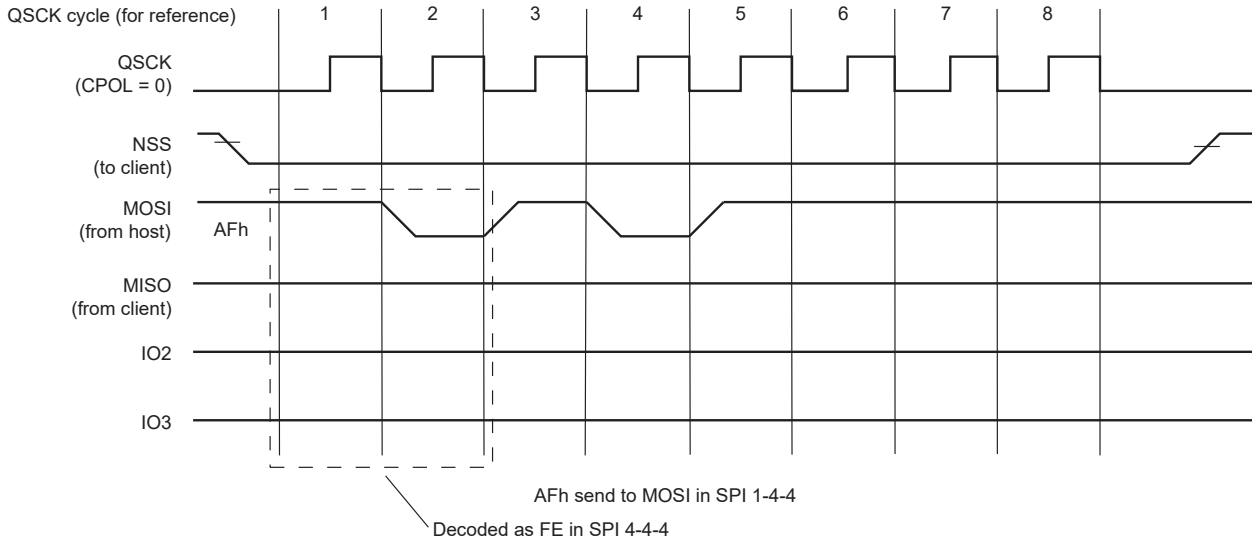 QSCK cycle (for reference) 1 2 3 4 5 6 7 8
QSCK
(CPOL = 0)
NSS
(to client)
MOSI
(from host)
AFh
MISO
(from client)
IO2
IO3
AFh send to MOSI in SPI 1-4-4
Decoded as FE in SPI 4-4-4